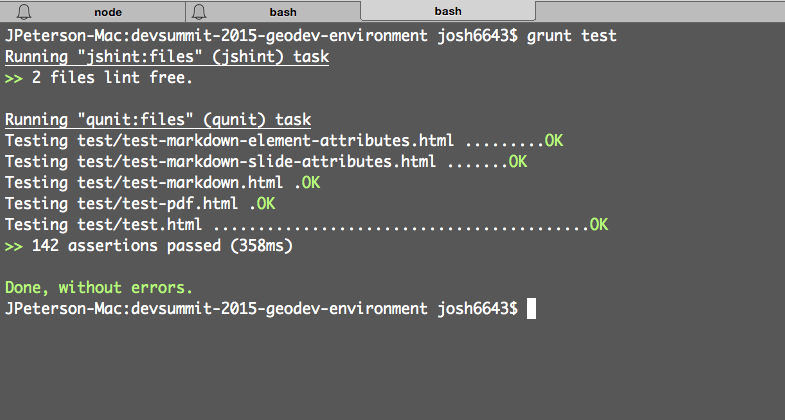 node bash bash
JPeterson-Mac:devsummit-2015-geodev-environment josh6643$ grunt test
Running "jshint:files" (jshint) task
>> 2 files lint free.
Running "qunit:files" (qunit) task
Testing test/test-markdown-element-attributes.html .........OK
Testing test/test-markdown-slide-attributes.html .......OK
Testing test/test-markdown.html .OK
Testing test/test-pdf.html .OK
Testing test/test.html ..........................................OK
>> 142 assertions passed (358ms)
Done, without errors.
JPeterson-Mac:devsummit-2015-geodev-environment josh6643$